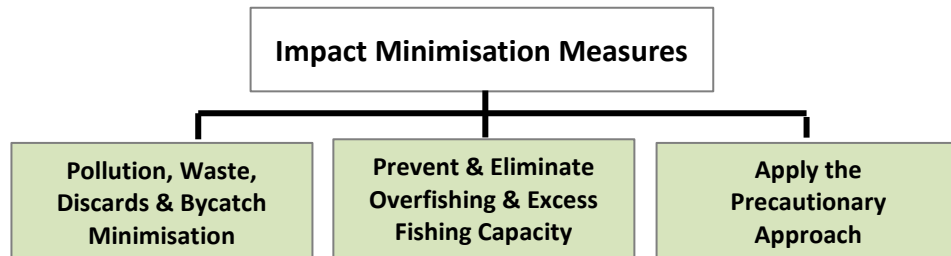 Impact Minimisation Measures
Pollution, Waste,
Discards & Bycatch
Minimisation
Prevent & Eliminate
Overfishing & Excess
Fishing Capacity
Apply the
Precautionary
Approach